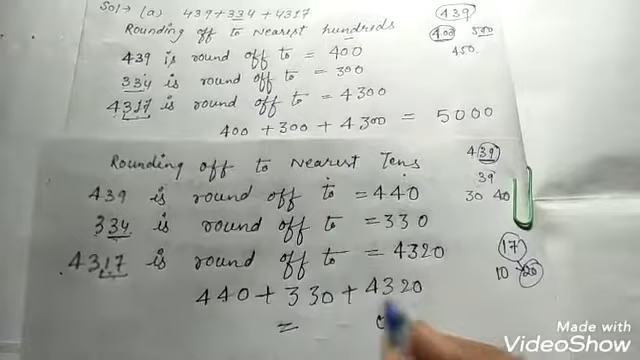 Sol:- (a) 439+334+4317
Rounding off to Nearest hundreds
439 is round off to = 400
334 is round off to = 300
4317 is round off to = 4300
400 + 300 + 4300 = 5000
439
400 500
450.
Rounding off to Nearest Tens
439 is round off to = 440
334 is round off to = 330
4317 is round off to = 4320
440 + 330 + 4320
= 0
439
39
30 40
17
10 20
Made with
VideoShow